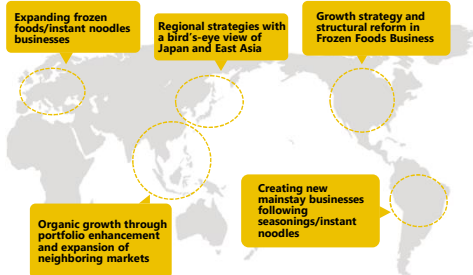 Expanding frozen
foods/instant noodles
businesses
Regional strategies with
a bird's-eye view of
Japan and East Asia
Growth strategy and
structural reform in
Frozen Foods Business
Organic growth through
portfolio enhancement
and expansion of
neighboring markets
Creating new
mainstay businesses
following
seasonings/instant
noodles